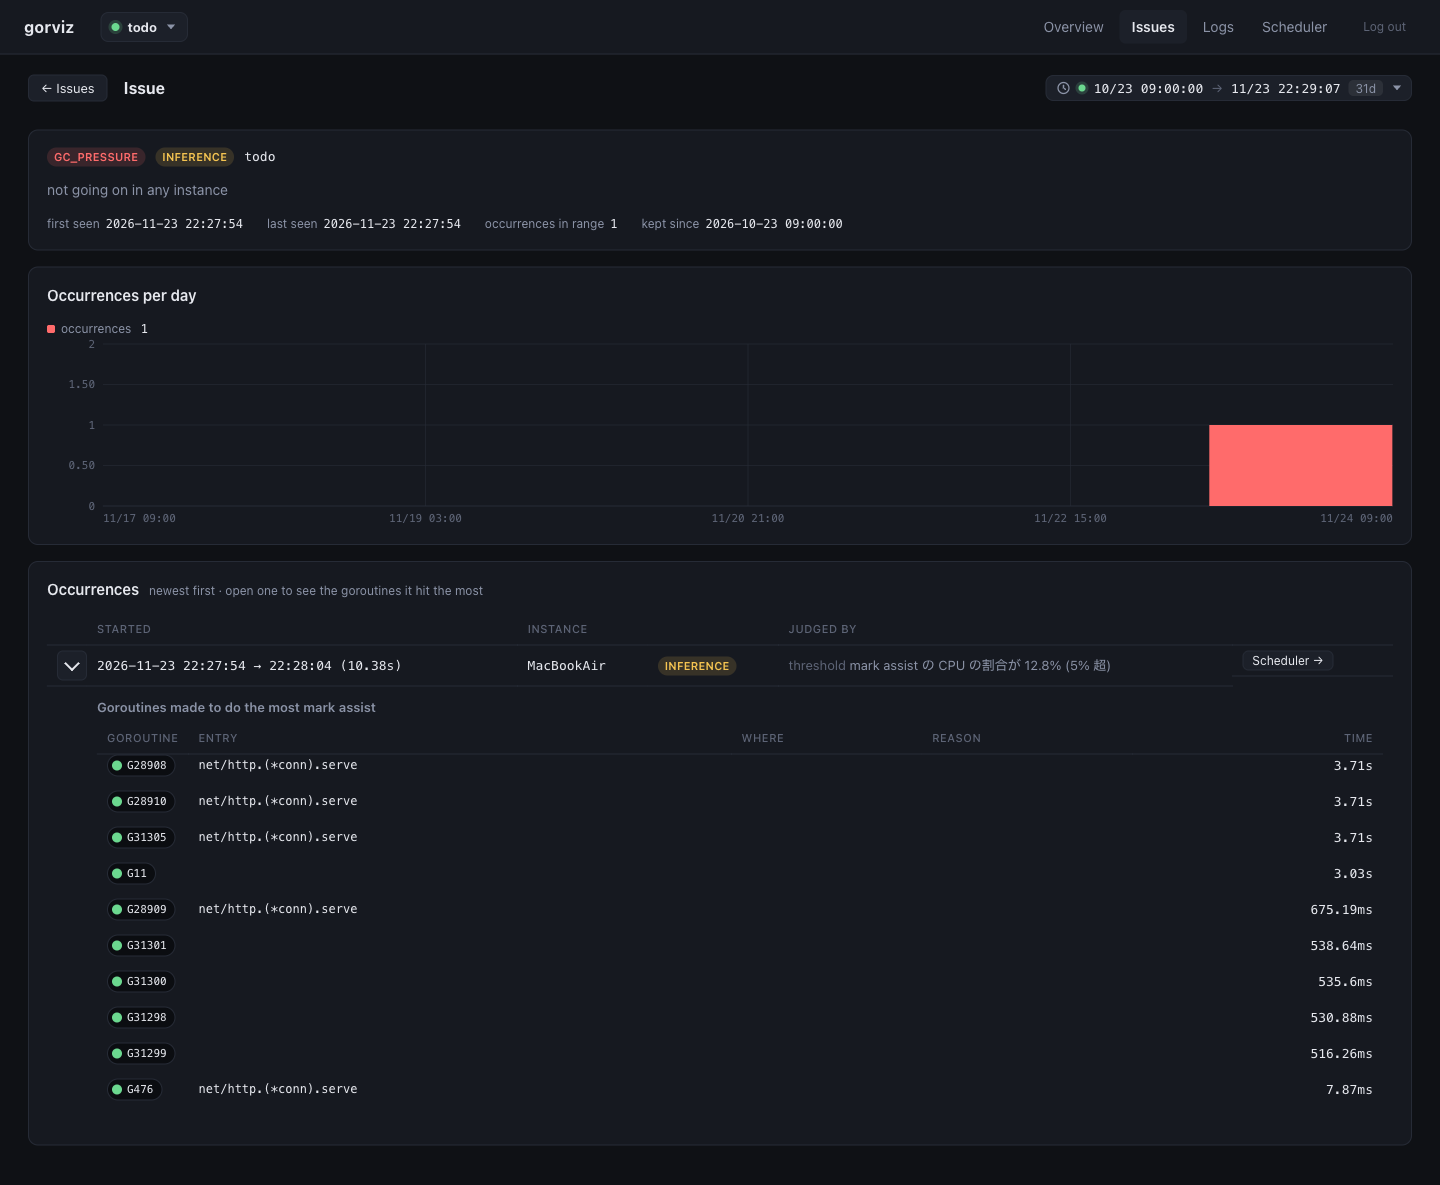 gorviz
todo
Overview
Issues
Logs
Scheduler
Log out
← Issues
Issue
10/23 09:00:00 → 11/23 22:29:07 31d
GC_PRESSURE INFERENCE todo
not going on in any instance
first seen 2026-11-23 22:27:54 last seen 2026-11-23 22:27:54 occurrences in range 1 kept since 2026-10-23 09:00:00
Occurrences per day
occurrences 1
2
1.50
1
0.50
0
11/17 09:00 11/19 03:00 11/20 21:00 11/22 15:00 11/24 09:00
Occurrences newest first · open one to see the goroutines it hit the most
STARTED INSTANCE JUDGED BY
2026-11-23 22:27:54 → 22:28:04 (10.38s) MacBookAir INFERENCE threshold mark assist の CPU の割合が 12.8% (5% 超) Scheduler →
Goroutines made to do the most mark assist
GOROUTINE ENTRY WHERE REASON TIME
G28908 net/http.(*conn).serve 3.71s
G28910 net/http.(*conn).serve 3.71s
G31305 net/http.(*conn).serve 3.71s
G11 3.03s
G28909 net/http.(*conn).serve 675.19ms
G31301 538.64ms
G31300 535.6ms
G31298 530.88ms
G31299 516.26ms
G476 net/http.(*conn).serve 7.87ms